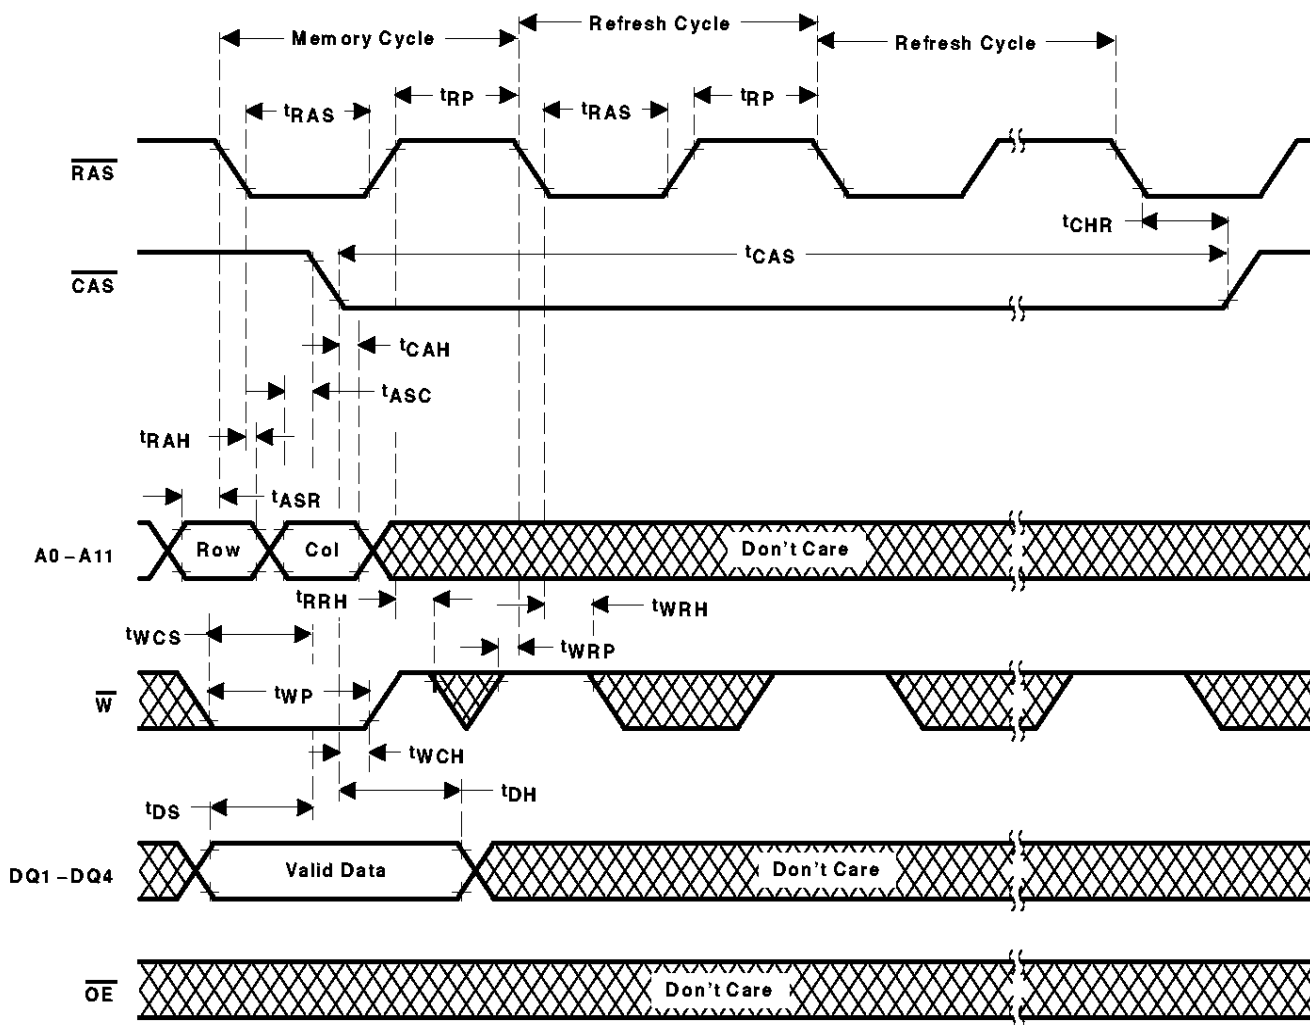 Refresh Cycle
Memory Cycle
Refresh Cycle
tRAS
tRP
tRAS
tRP
RAS
tCHR
tCAS
CAS
tCAH
tASC
tRAH
tASR
A0–A11
Row
Col
Don't Care
tRRH
tWRH
tWCS
tWRP
W
tWP
tWCH
tDH
tDS
DQ1–DQ4
Valid Data
Don't Care
OE
Don't Care